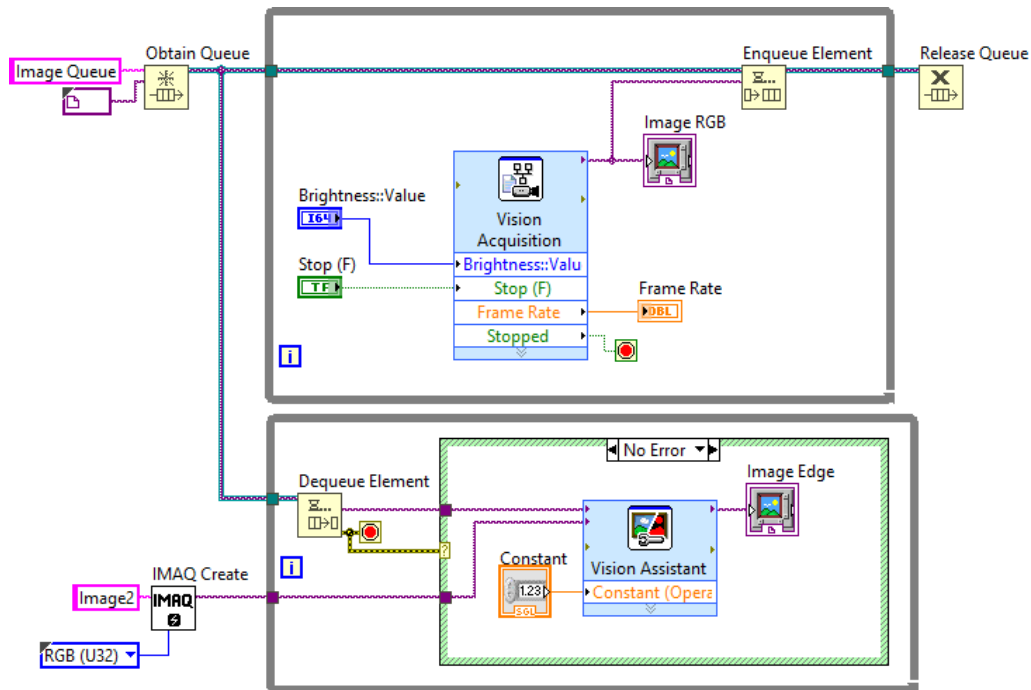 Obtain Queue
Enqueue Element
Release Queue
Image Queue
Image RGB
Brightness::Value
I64
Vision
Acquisition
Brightness::Valu
Stop (F)
TF
Stop (F)
Frame Rate
Frame Rate
DBL
Stopped
i
No Error
Dequeue Element
Image Edge
i
?
Constant
1.23
SGL
Vision Assistant
Constant (Opera
IMAQ Create
Image2
IMAQ
RGB (U32)